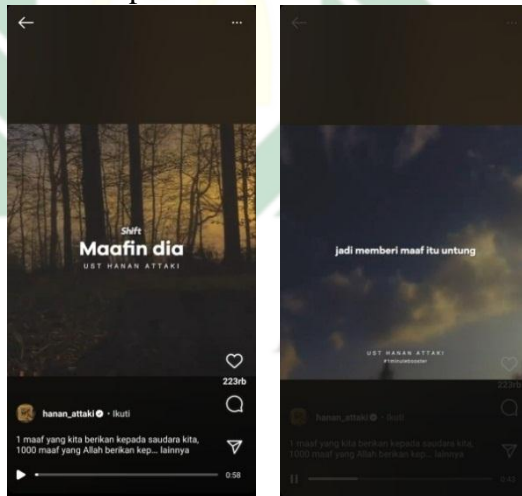 Shift
Maafin dia
UST HANAN ATTAKI
223rb
hanan_attaki • Ikuti
1 maaf yang kita berikan kepada saudara kita,
1000 maaf yang Allah berikan kep... lainnya
0:58
jadi memberi maaf itu untung
UST HANAN ATTAKI
#1minutebooster
223rb
hanan_attaki • Ikuti
1 maaf yang kita berikan kepada saudara kita,
1000 maaf yang Allah berikan kep... lainnya
0:43